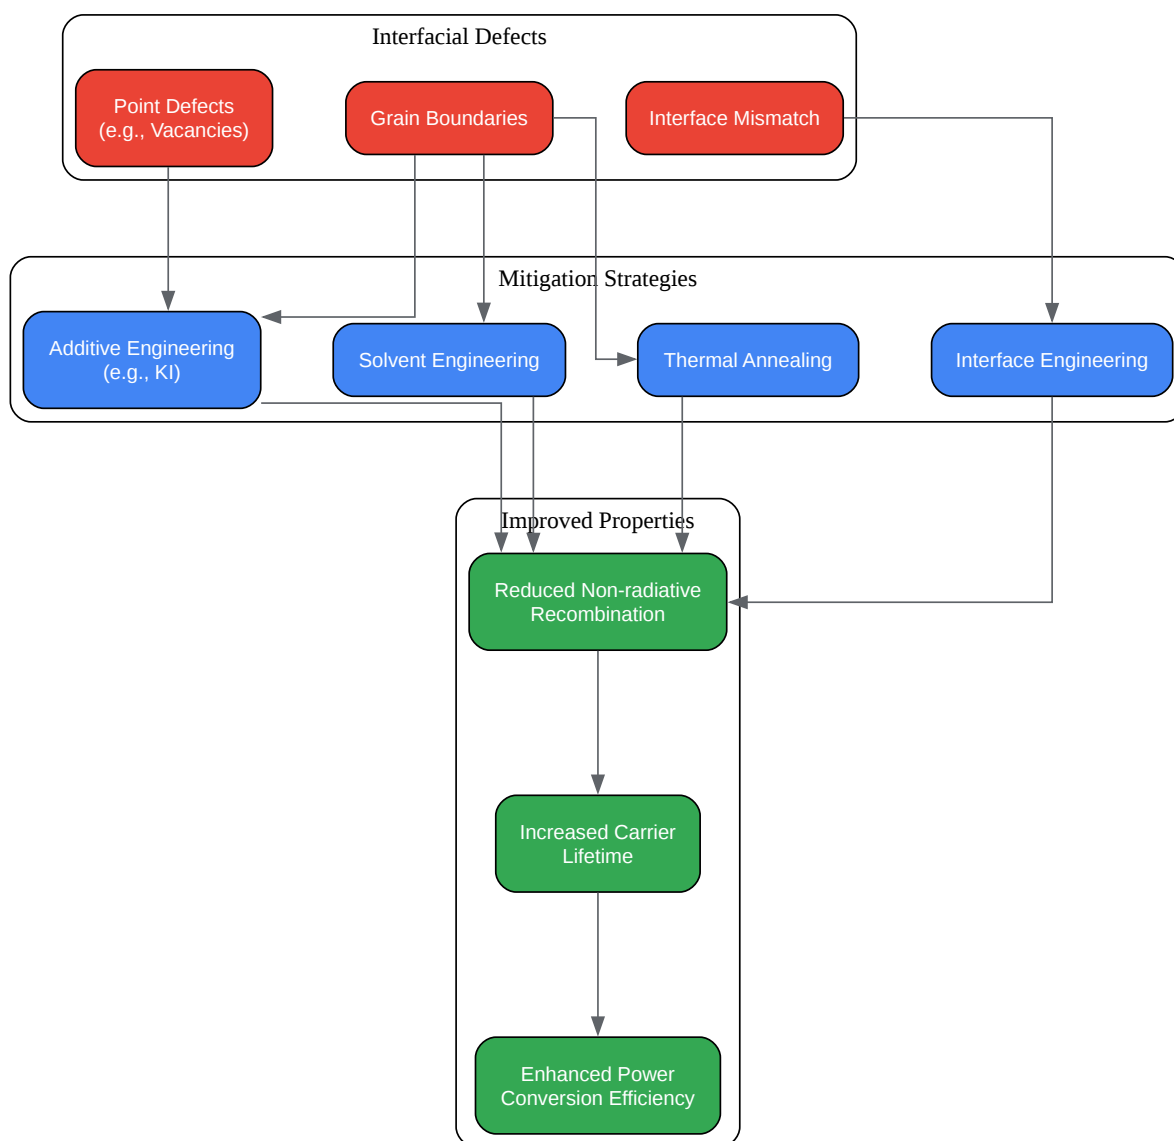 Interfacial Defects
Point Defects
(e.g., Vacancies)
Grain Boundaries
Interface Mismatch
Mitigation Strategies
Additive Engineering
(e.g., KI)
Solvent Engineering
Thermal Annealing
Interface Engineering
Improved Properties
Reduced Non-radiative
Recombination
Increased Carrier
Lifetime
Enhanced Power
Conversion Efficiency